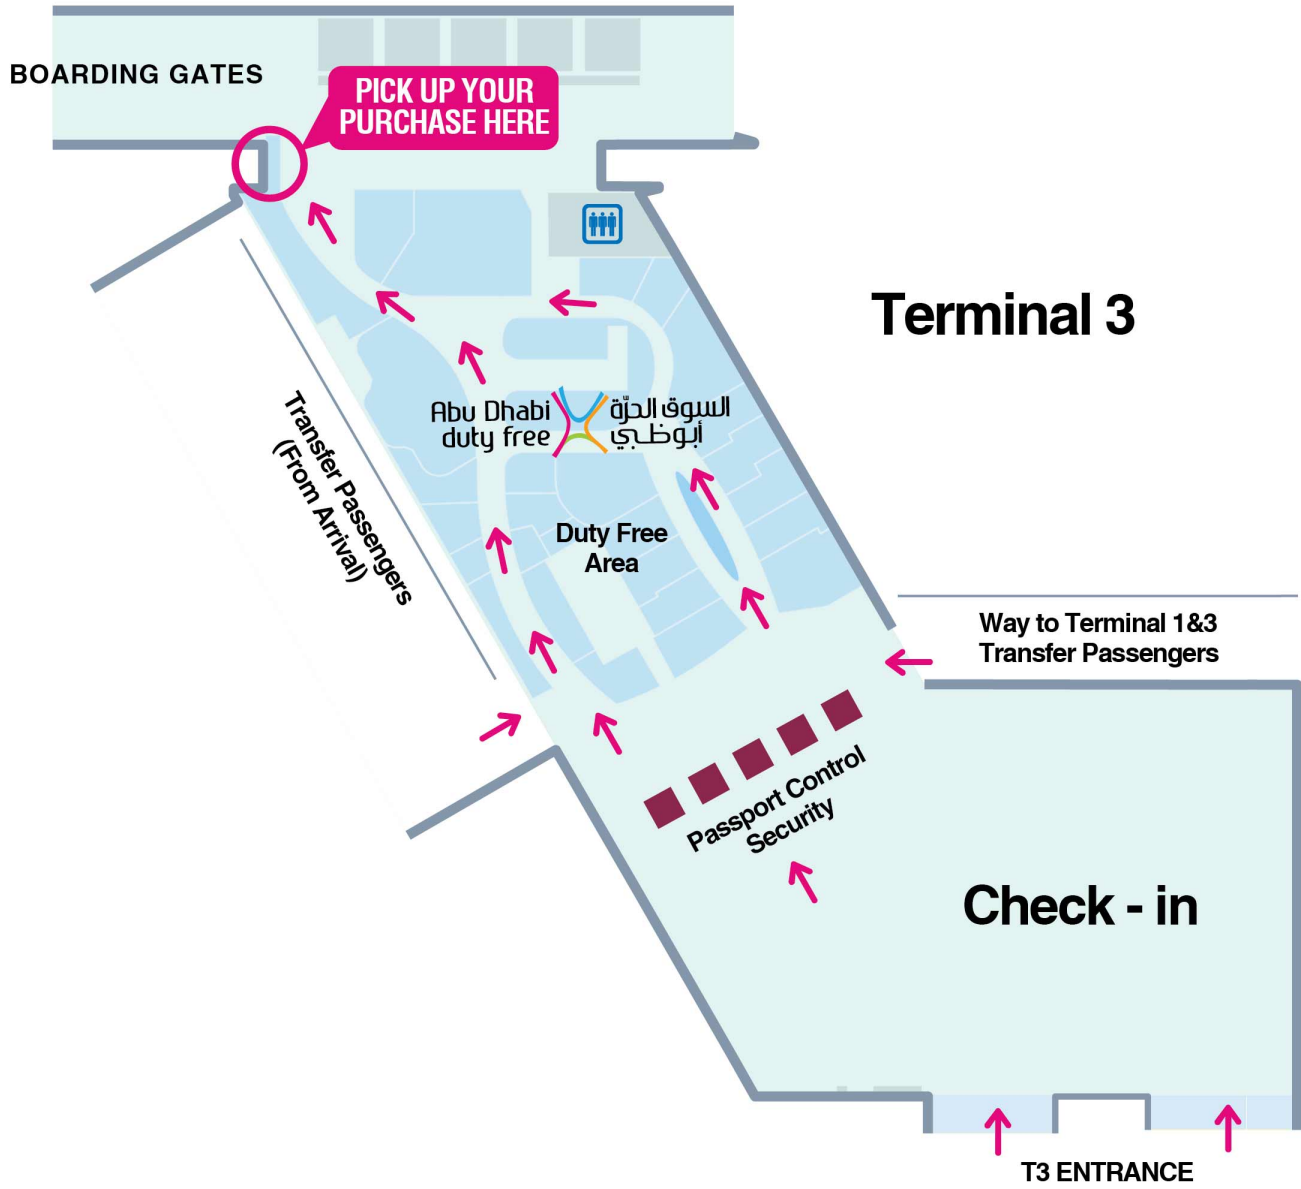 BOARDING GATES
PICK UP YOUR
PURCHASE HERE
Terminal 3
Transfer Passengers
(From Arrival)
Abu Dhabi
duty free
السوق الحرّة
أبوظبي
Duty Free
Area
Way to Terminal 1&3
Transfer Passengers
Passport Control
Security
Check - in
T3 ENTRANCE